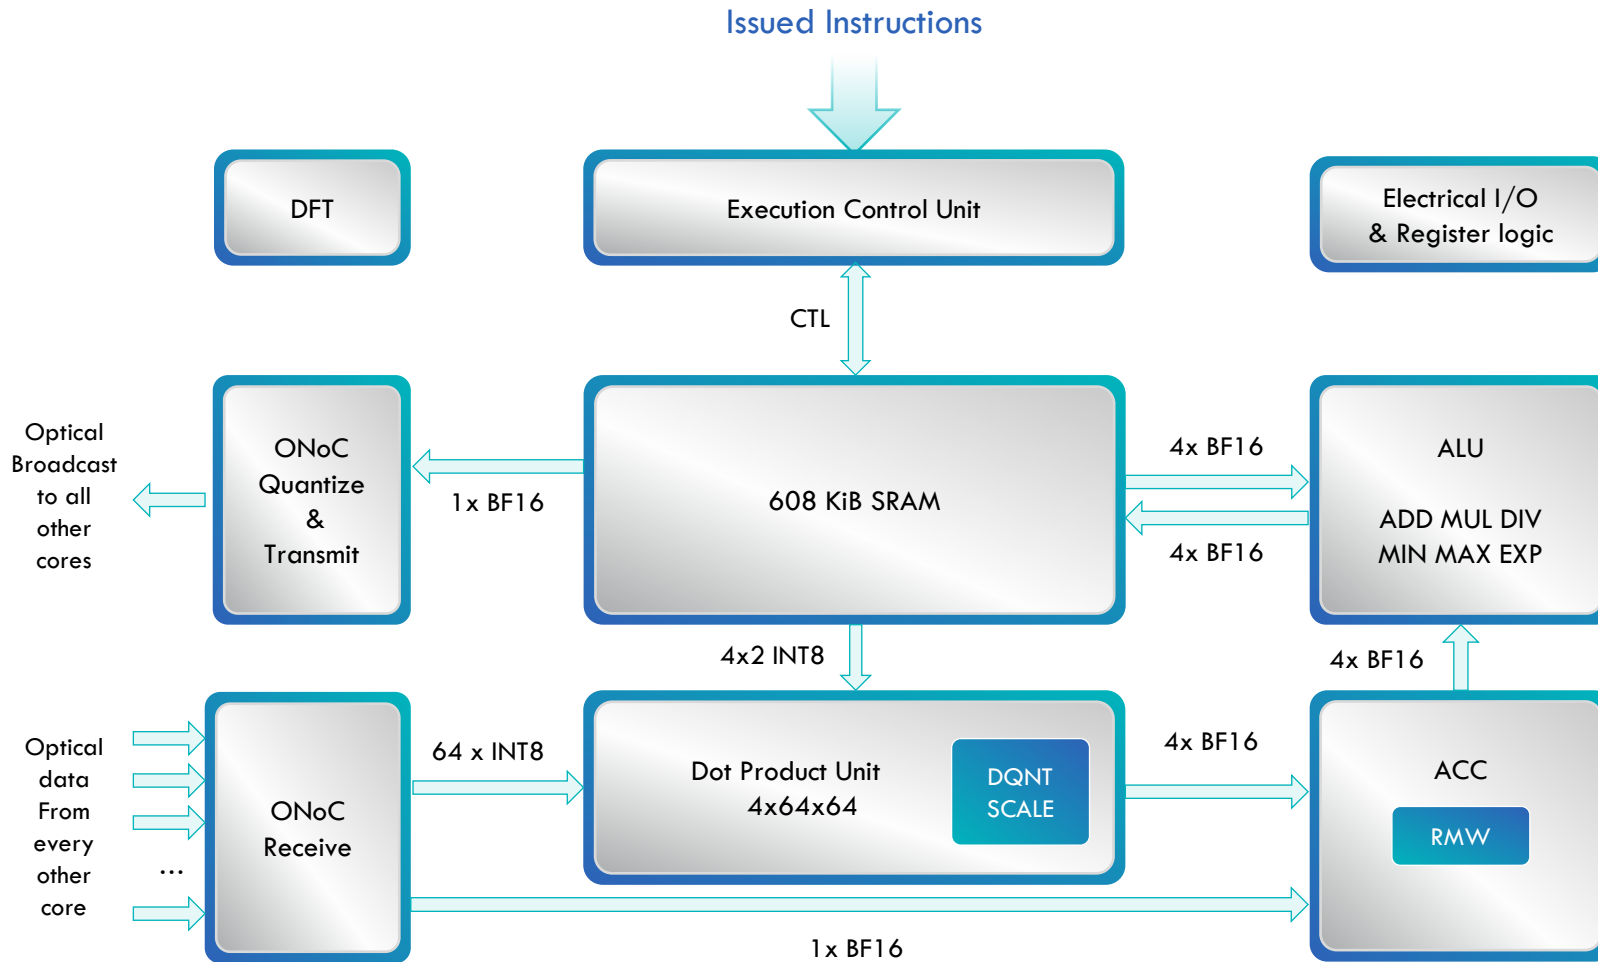 Issued Instructions
DFT
Execution Control Unit
Electrical I/O
& Register logic
CTL
Optical
Broadcast
to all
other
cores
ONoC
Quantize
&
Transmit
1x BF16
608 KiB SRAM
4x BF16
4x BF16
ALU
ADD MUL DIV
MIN MAX EXP
4x2 INT8
4x BF16
Optical
data
From
every
other
core
...
ONoC
Receive
64 x INT8
Dot Product Unit
4x64x64
DQNT
SCALE
4x BF16
ACC
RMW
1x BF16